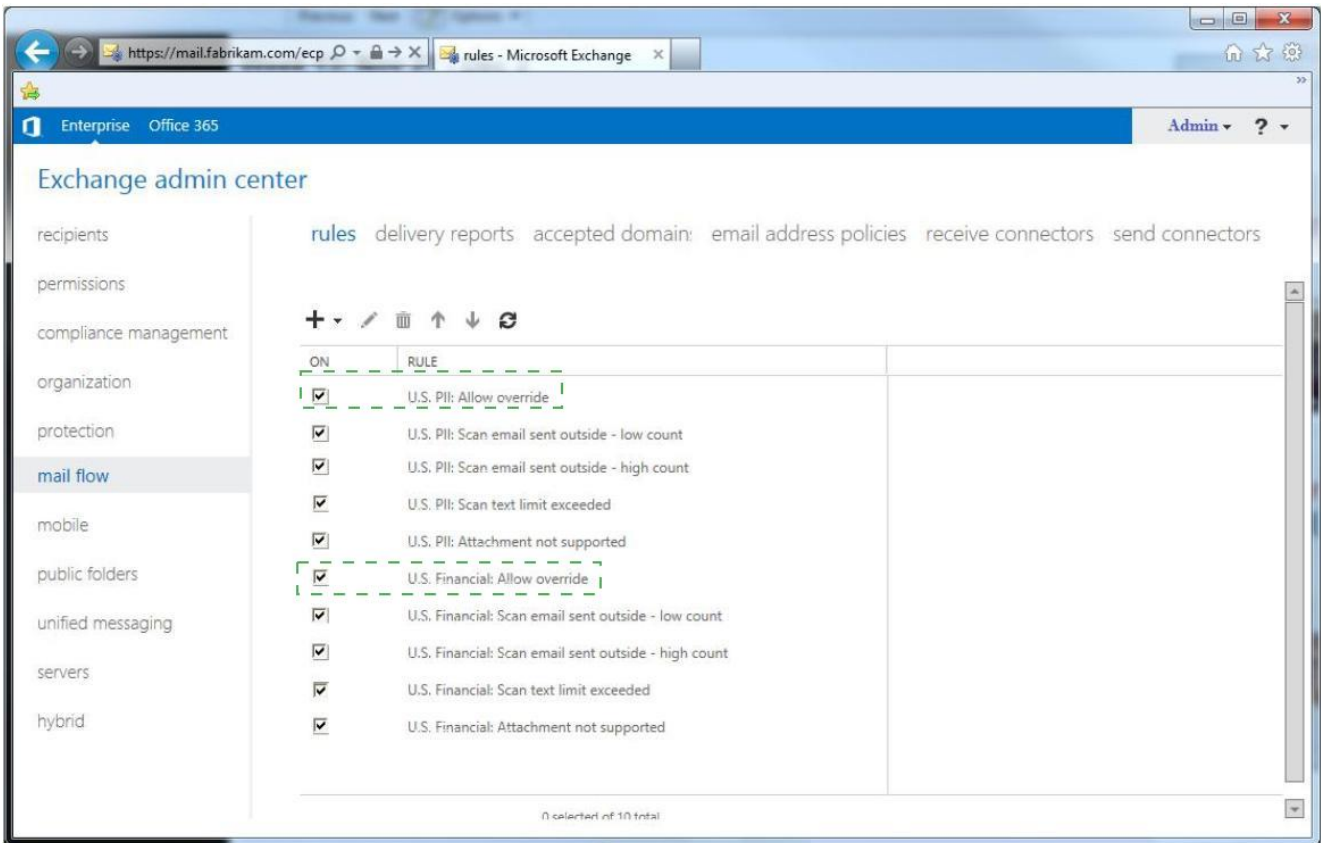 https://mail.fabrikam.com/ecp
rules - Microsoft Exchange
Enterprise Office 365
Admin ?
Exchange admin center
recipients
permissions
compliance management
organization
protection
mail flow
mobile
public folders
unified messaging
servers
hybrid
rules delivery reports accepted domain: email address policies receive connectors send connectors
ON RULE
U.S. PII: Allow override
U.S. PII: Scan email sent outside - low count
U.S. PII: Scan email sent outside - high count
U.S. PII: Scan text limit exceeded
U.S. PII: Attachment not supported
U.S. Financial: Allow override
U.S. Financial: Scan email sent outside - low count
U.S. Financial: Scan email sent outside - high count
U.S. Financial: Scan text limit exceeded
U.S. Financial: Attachment not supported
0 selected of 10 total